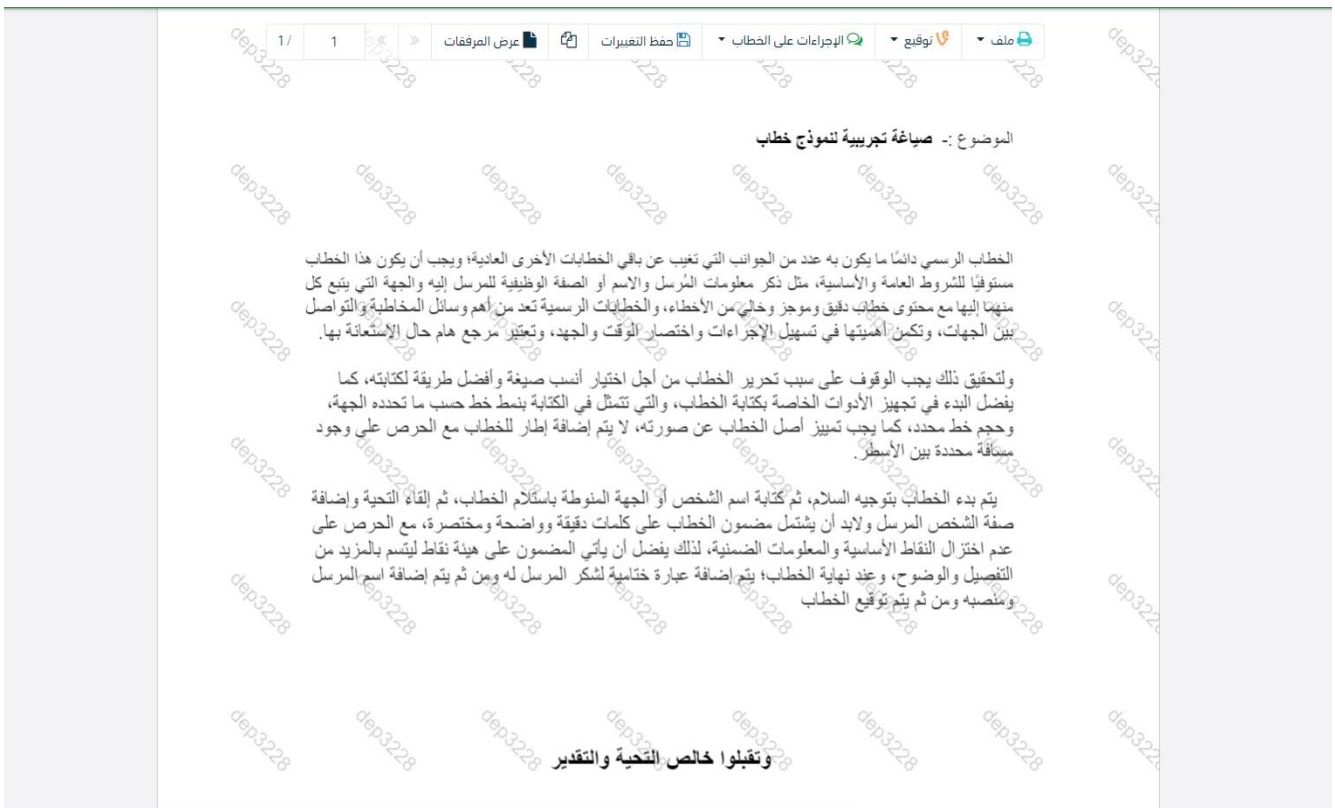 ملف
توقيع
الإجراءات على الخطاب
حفظ التغييرات
عرض المرفقات
1
1/
الموضوع :- صياغة تجريبية لنموذج خطاب
الخطاب الرسمي دائمًا ما يكون به عدد من الجوانب التي تغيب عن باقي الخطابات الأخرى العادية؛ ويجب أن يكون هذا الخطاب
مستوفيًا للشروط العامة والأساسية، مثل ذكر معلومات المُرسل والاسم أو الصفة الوظيفية للمرسل إليه والجهة التي يتبع كل
منهما إليها مع محتوى خطاب دقيق وموجز وخالي من الأخطاء، والخطابات الرسمية تعد من أهم وسائل المخاطبة والتواصل
بين الجهات، وتكمن أهميتها في تسهيل الإجراءات واختصار الوقت والجهد، وتعتبر مرجع هام حال الاستعانة بها.
ولتحقيق ذلك يجب الوقوف على سبب تحرير الخطاب من أجل اختيار أنسب صيغة وأفضل طريقة لكتابته، كما
يفضل البدء في تجهيز الأدوات الخاصة بكتابة الخطاب، والتي تتمثل في الكتابة بنمط خط حسب ما تحدده الجهة،
وحجم خط محدد، كما يجب تمييز أصل الخطاب عن صورته، لا يتم إضافة إطار للخطاب مع الحرص على وجود
مسافة محددة بين الأسطر.
يتم بدء الخطاب بتوجيه السلام، ثم كتابة اسم الشخص أو الجهة المنوطة باستلام الخطاب، ثم إلقاء التحية وإضافة
صفة الشخص المرسل ولابد أن يشتمل مضمون الخطاب على كلمات دقيقة وواضحة ومختصرة، مع الحرص على
عدم اختزال النقاط الأساسية والمعلومات الضمنية، لذلك يفضل أن يأتي المضمون على هيئة نقاط ليتسم بالمزيد من
التفصيل والوضوح، وعند نهاية الخطاب؛ يتم إضافة عبارة ختامية لشكر المرسل له ومن ثم يتم إضافة اسم المرسل
ومنصبه ومن ثم يتم توقيع الخطاب
وتقبلوا خالص التحية والتقدير
dep3228